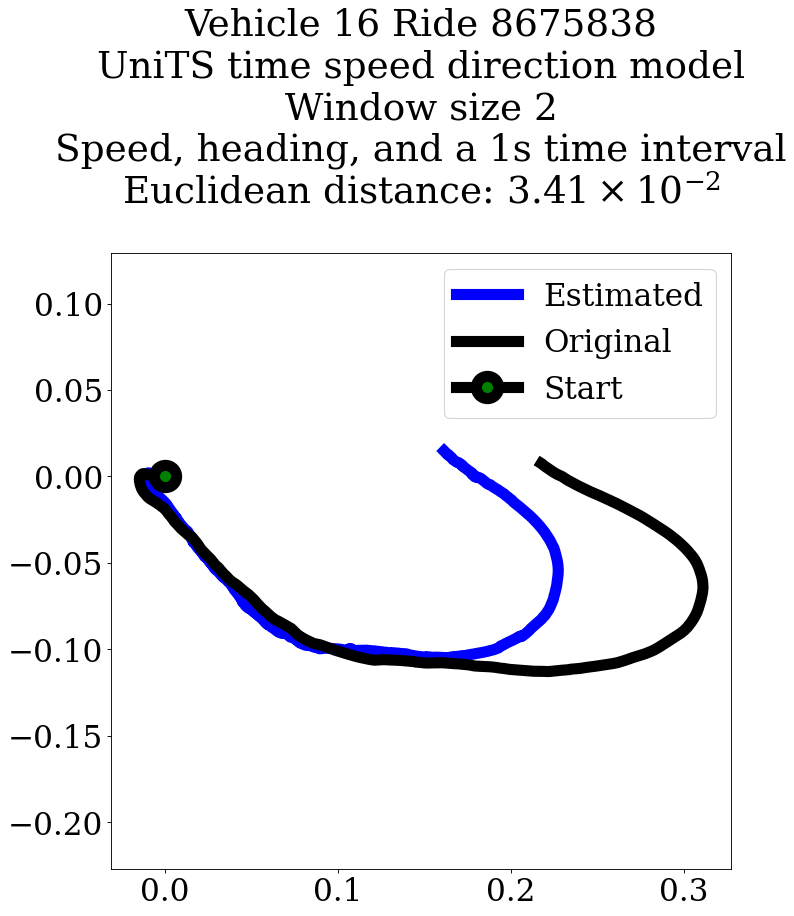 Vehicle 16 Ride 8675838
UniTS time speed direction model
Window size 2
Speed, heading, and a 1s time interval
Euclidean distance: 3.41 × 10⁻²
Estimated
Original
Start
0.10
0.05
0.00
−0.05
−0.10
−0.15
−0.20
0.0 0.1 0.2 0.3